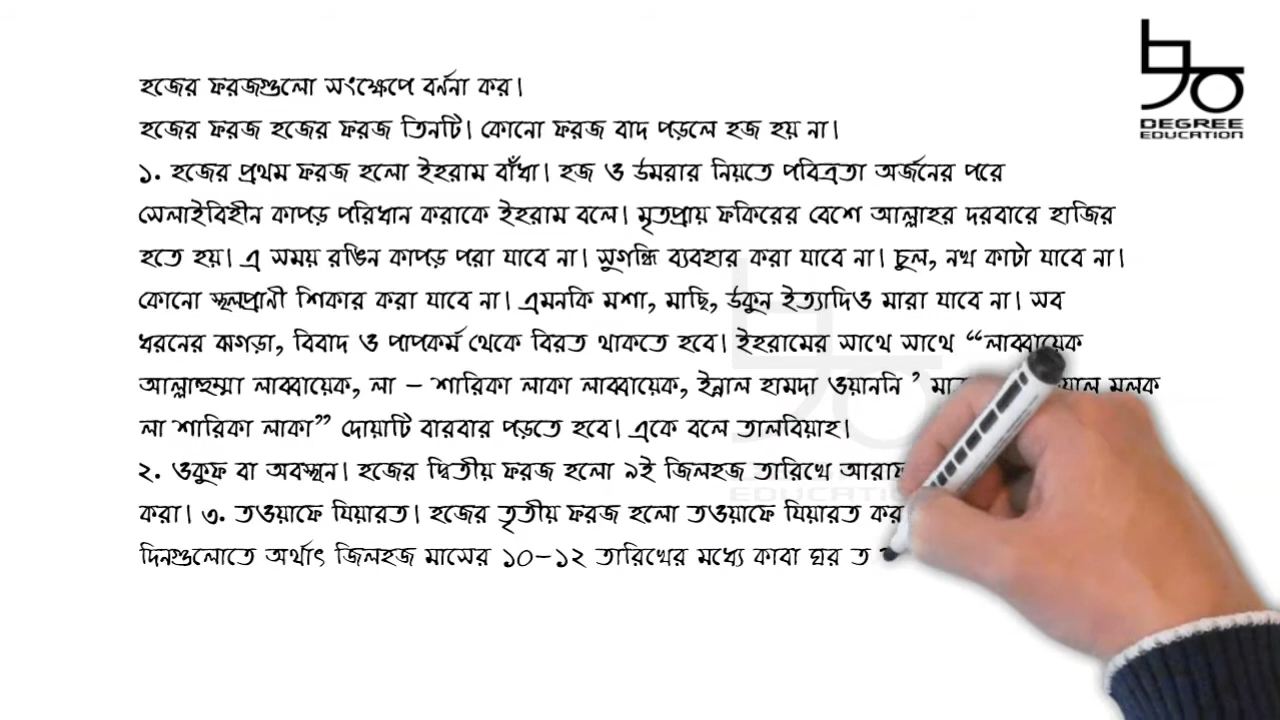 DEGREE
EDUCATION
হজের ফরজগুলো সংক্ষেপে বর্ণনা কর।
হজের ফরজ হজের ফরজ তিনটি। কোনো ফরজ বাদ পড়লে হজ হয় না।
১. হজের প্রথম ফরজ হলো ইহরাম বাঁধা। হজ ও উমরার নিয়তে পবিত্রতা অর্জনের পরে
সেলাইবিহীন কাপড় পরিধান করাকে ইহরাম বলে। মৃতপ্রায় ফকিরের বেশে আল্লাহর দরবারে হাজির
হতে হয়। এ সময় রঙিন কাপড় পরা যাবে না। সুগন্ধি ব্যবহার করা যাবে না। চুল, নখ কাটা যাবে না।
কোনো স্থলপ্রানী শিকার করা যাবে না। এমনকি মশা, মাছি, উকুন ইত্যাদিও মারা যাবে না। সব
ধরনের ঝগড়া, বিবাদ ও পাপকর্ম থেকে বিরত থাকতে হবে। ইহরামের সাথে সাথে “লাব্বায়েক
আল্লাহুম্মা লাব্বায়েক, লা – শারিকা লাকা লাব্বায়েক, ইন্নাল হামদা ওয়াননি ’ মুলক
লা শারিকা লাকা” দোয়াটি বারবার পড়তে হবে। একে বলে তালবিয়াহ।
২. ওকুফ বা অবস্থন। হজের দ্বিতীয় ফরজ হলো ৯ই জিলহজ তারিখে
করা। ৩. তওয়াফে যিয়ারত। হজের তৃতীয় ফরজ হলো তওয়াফে যিয়ারত
দিনগুলোতে অর্থাৎ জিলহজ মাসের ১০–১২ তারিখের মধ্যে কাবা ঘর ত